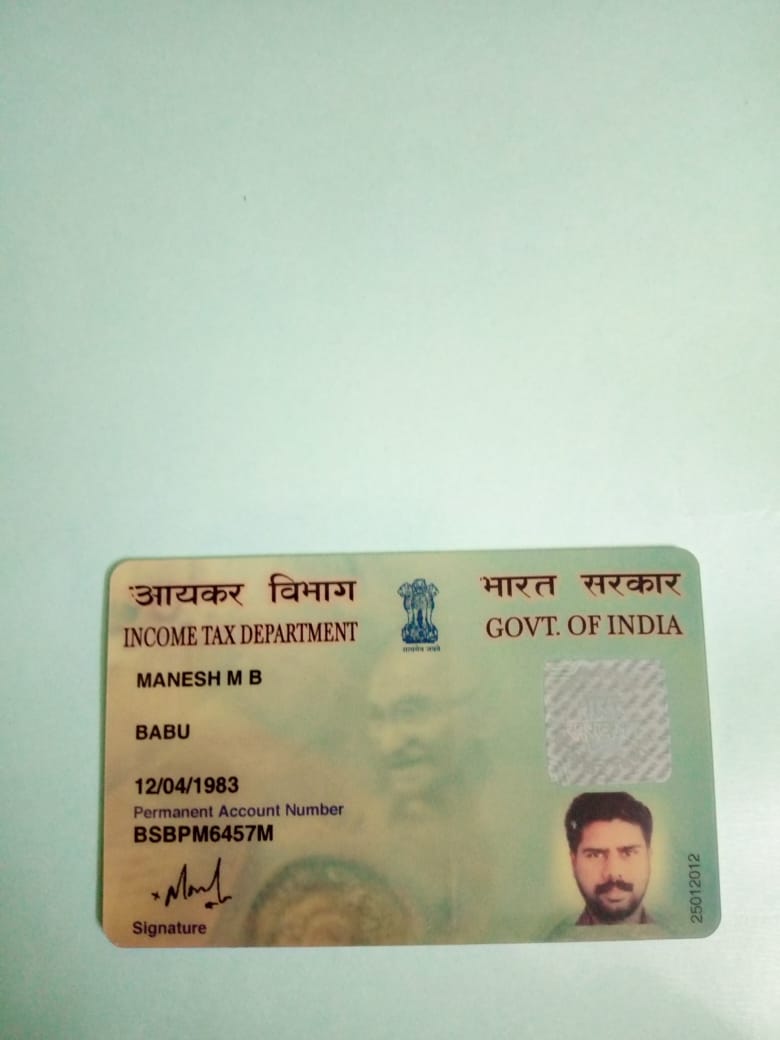 आयकर विभाग
INCOME TAX DEPARTMENT
सत्यमेव जयते
भारत सरकार
GOVT. OF INDIA
MANESH M B
BABU
12/04/1983
Permanent Account Number
BSBPM6457M
Signature
25012012